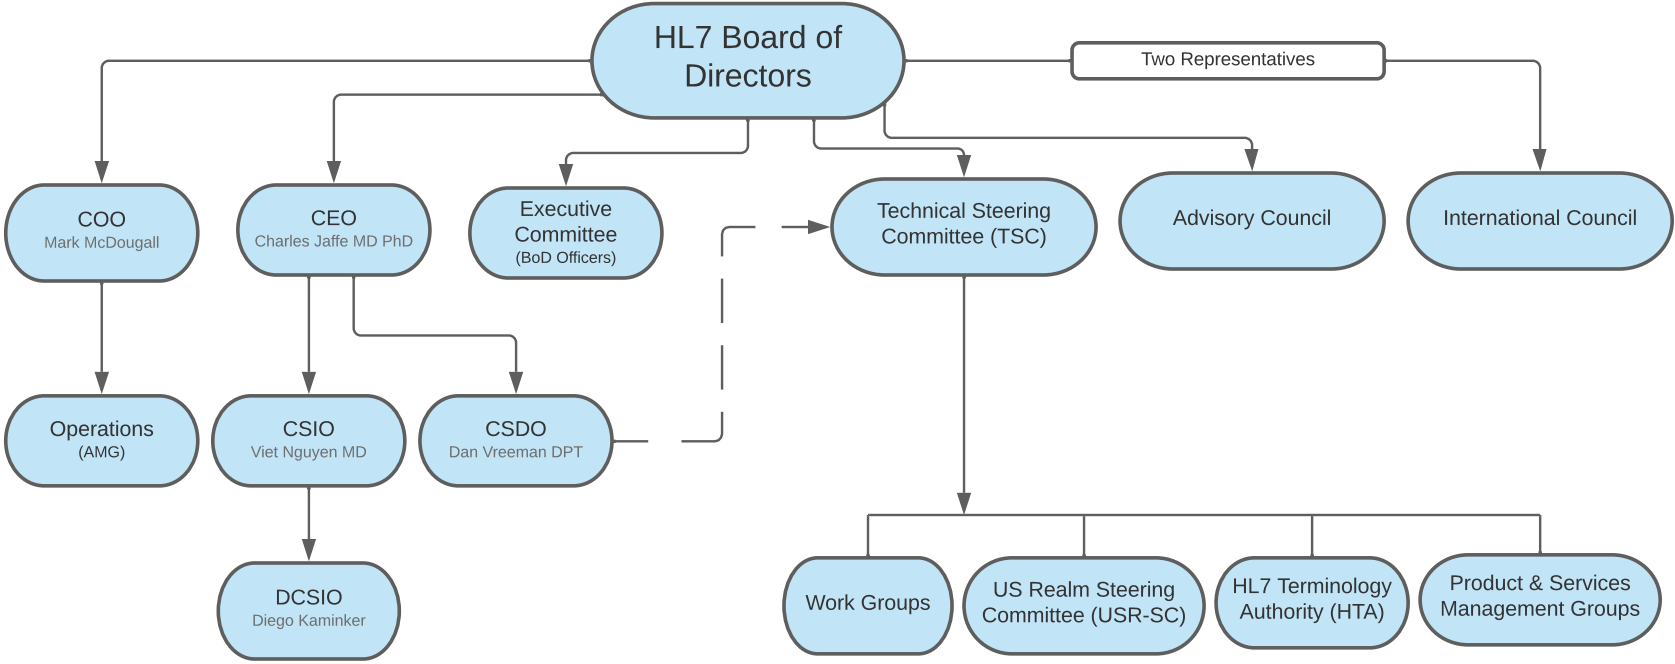 HL7 Board of
Directors
Two Representatives
COO
Mark McDougall
CEO
Charles Jaffe MD PhD
Executive
Committee
(BoD Officers)
Technical Steering
Committee (TSC)
Advisory Council
International Council
Operations
(AMG)
CSIO
Viet Nguyen MD
CSDO
Dan Vreeman DPT
DCSIO
Diego Kaminker
Work Groups
US Realm Steering
Committee (USR-SC)
HL7 Terminology
Authority (HTA)
Product & Services
Management Groups